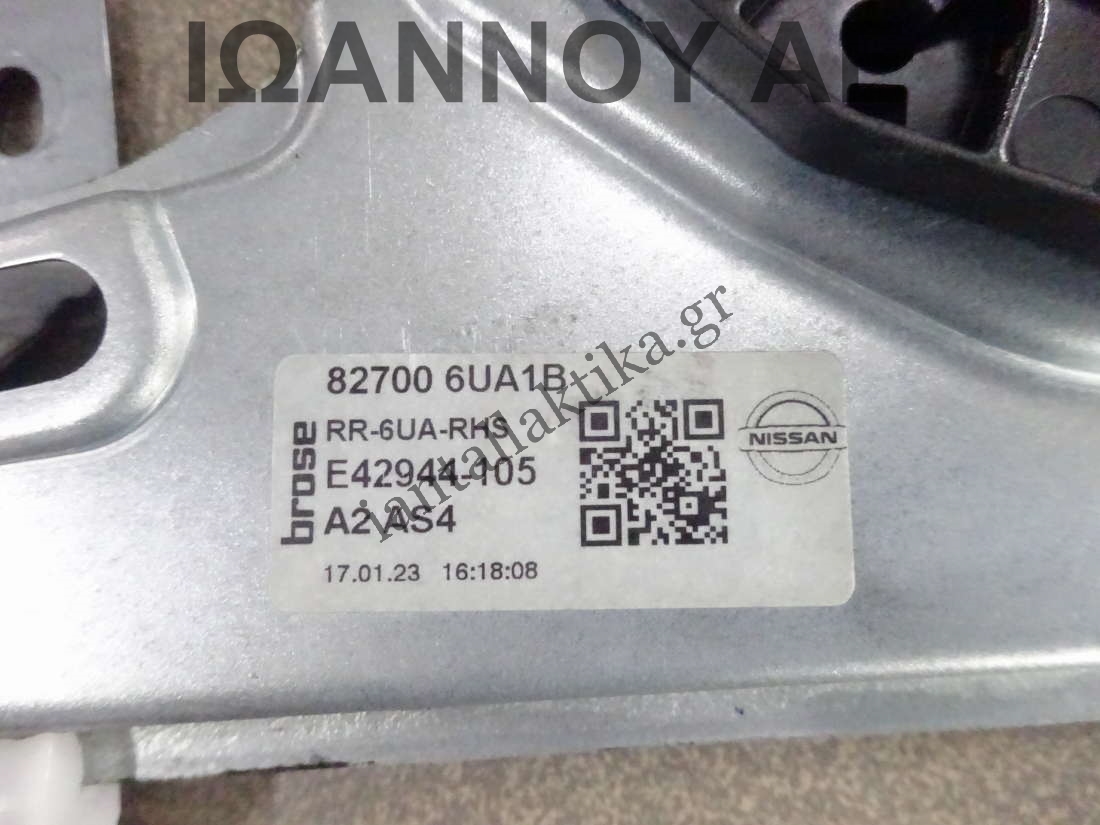 ΙΩΑΝΝΟΥ ΑΕ
iantallaktika.gr
82700 6UA1B
brose
RR-6UA-RHS
E42944-105
A2 AS4
17.01.23 16:18:08
NISSAN